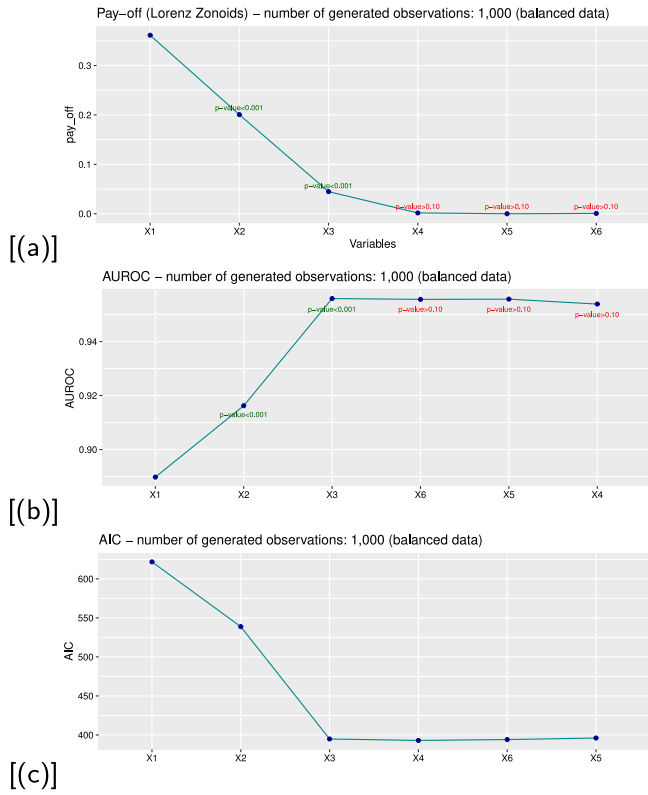 Pay−off (Lorenz Zonoids) − number of generated observations: 1,000 (balanced data)
pay_off
0.3
0.2
0.1
0.0
p−value<0.001
p−value<0.001
p−value>0.10
p−value>0.10
p−value>0.10
X1 X2 X3 X4 X5 X6
Variables
[(a)]
AUROC − number of generated observations: 1,000 (balanced data)
AUROC
0.94
0.92
0.90
p−value<0.001
p−value<0.001
p−value>0.10
p−value>0.10
p−value>0.10
X1 X2 X3 X6 X5 X4
[(b)]
AIC − number of generated observations: 1,000 (balanced data)
AIC
600
550
500
450
400
X1 X2 X3 X4 X6 X5
[(c)]